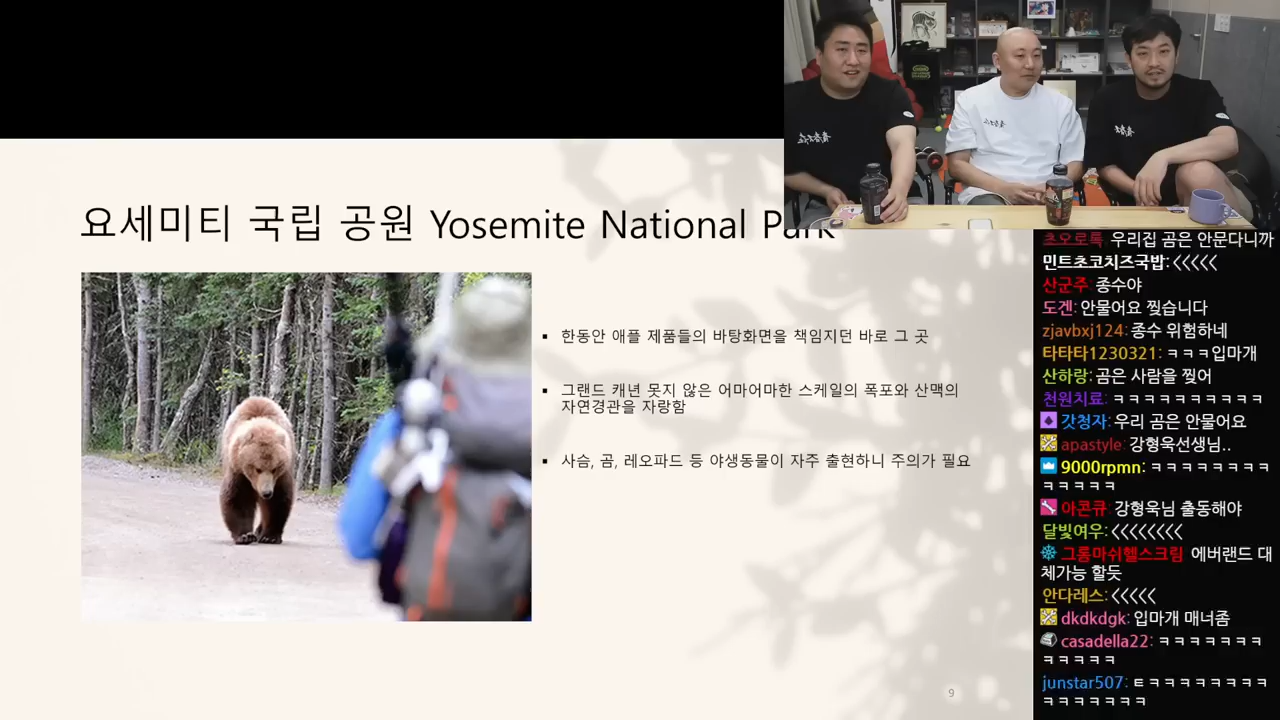 요세미티 국립 공원 Yosemite National Park
한동안 애플 제품들의 바탕화면을 책임지던 바로 그 곳
그랜드 캐년 못지 않은 어마어마한 스케일의 폭포와 산맥의
자연경관을 자랑함
사슴, 곰, 레오파드 등 야생동물이 자주 출현하니 주의가 필요
9
초오로록: 우리집 곰은 안문다니까
민트초코치즈국밥: <<<<<
산군주: 종수야
도겐: 안물어요 찢습니다
zjavbxj124: 종수 위험하네
타타타1230321: ㅋㅋㅋ입마개
산하랑: 곰은 사람을 찢어
천원치료: ㅋㅋㅋㅋㅋㅋㅋㅋㅋㅋ
갓청자: 우리 곰은 안물어요
apastyle: 강형욱선생님..
9000rpmn: ㅋㅋㅋㅋㅋㅋㅋㅋ
ㅋㅋㅋㅋㅋ
아콘큐: 강형욱님 출동해야
달빛여우: <<<<<<<<
그롬마쉬헬스크림: 에버랜드 대
체가능 할듯
안다레스: <<<<<
dkdkdgk: 입마개 매너좀
casadella22: ㅋㅋㅋㅋㅋㅋㅋ
ㅋㅋㅋㅋㅋ
junstar507: ㅌㅋㅋㅋㅋㅋㅋㅋㅋ
ㅋㅋㅋㅋㅋㅋㅋ